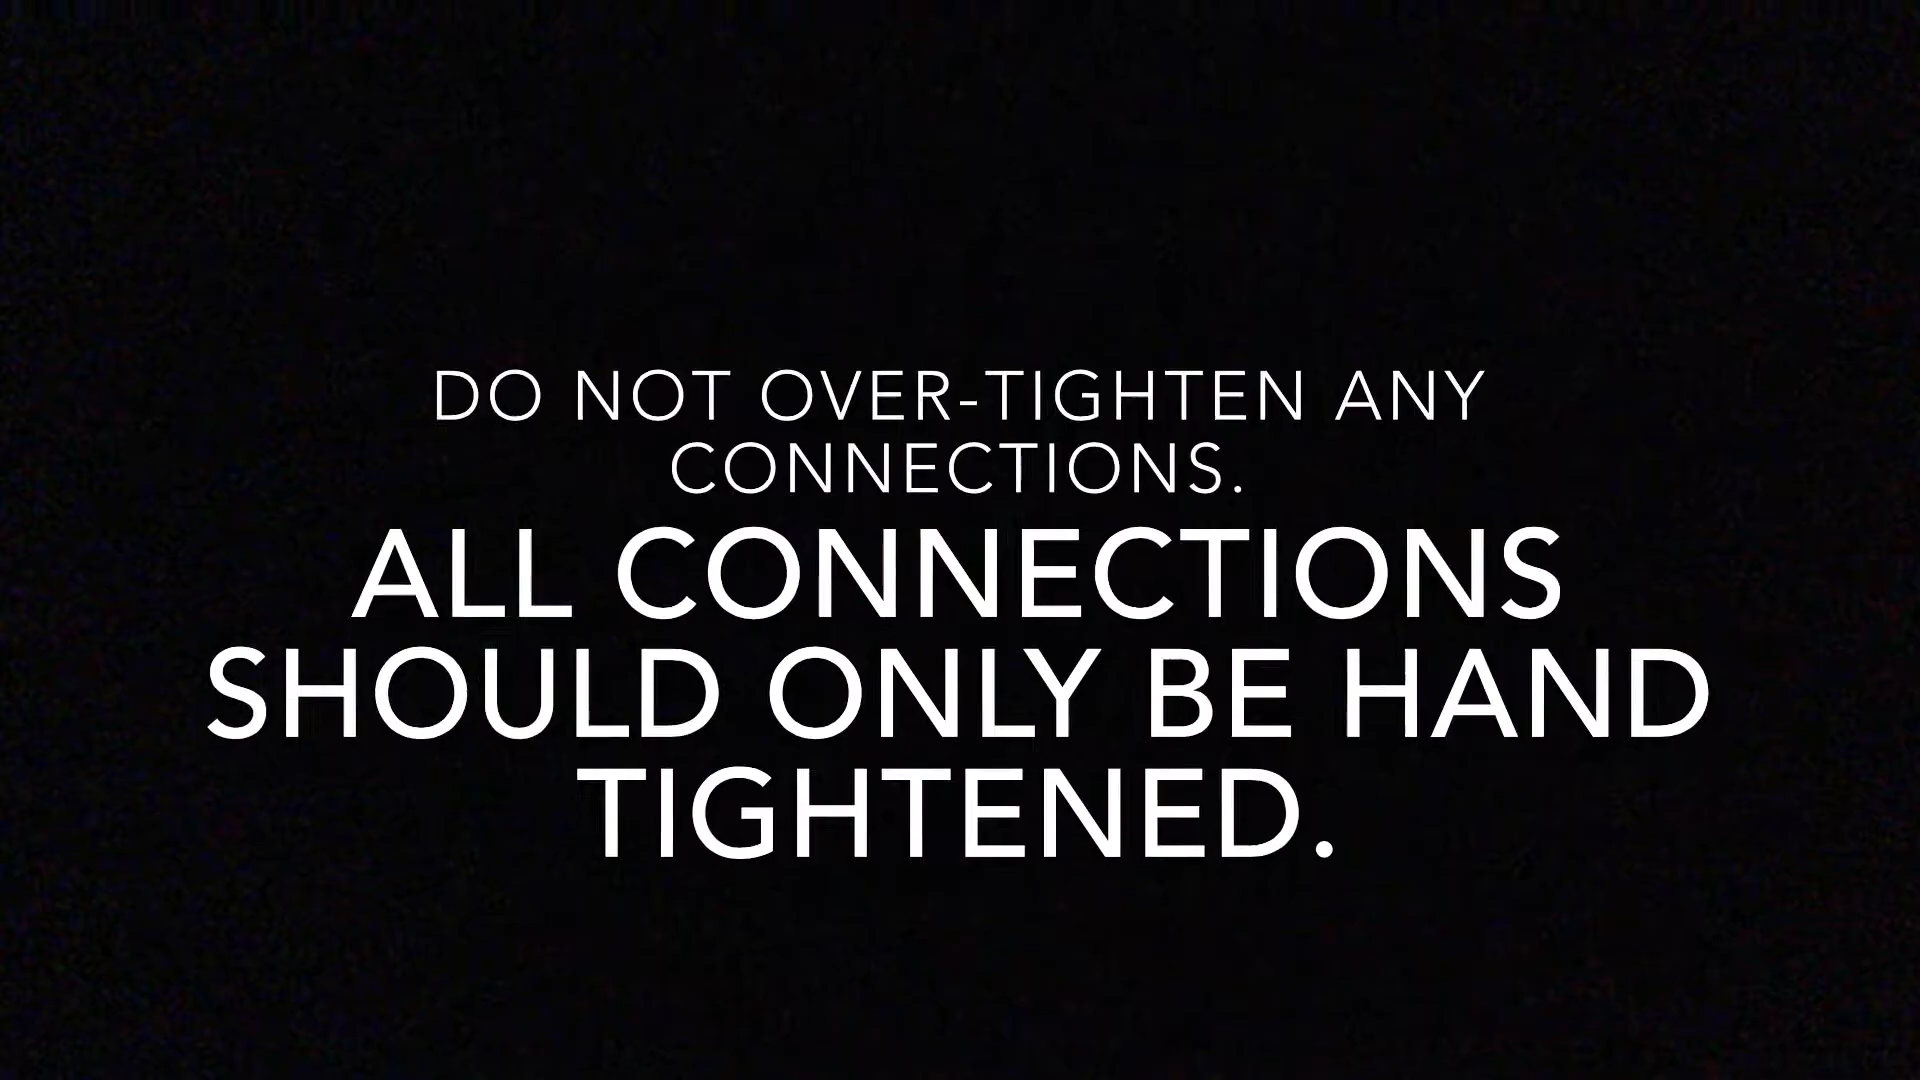 DO NOT OVER-TIGHTEN ANY
CONNECTIONS.
ALL CONNECTIONS
SHOULD ONLY BE HAND
TIGHTENED.